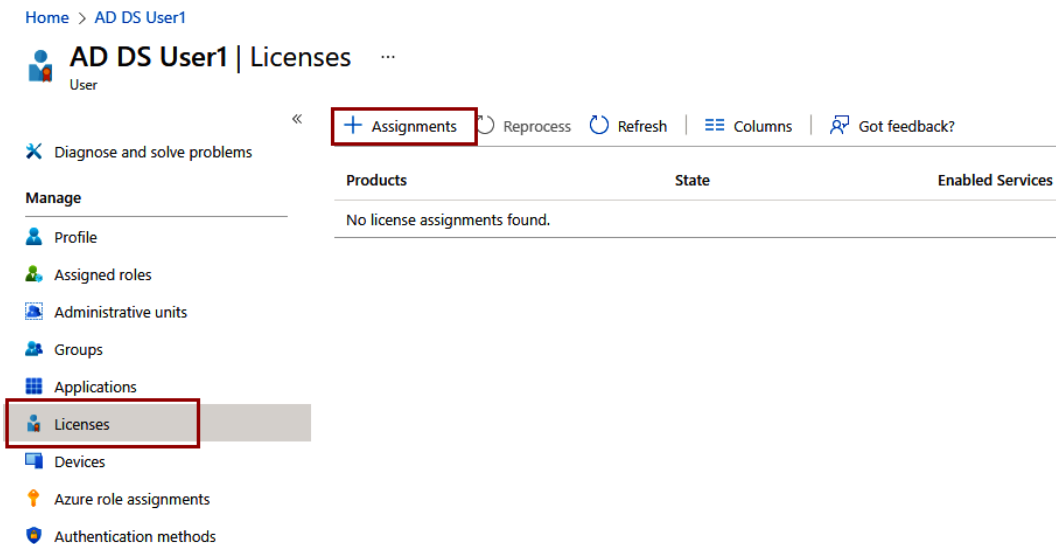 Home > AD DS User1
AD DS User1 | Licenses ...
User
«
Diagnose and solve problems
Manage
Profile
Assigned roles
Administrative units
Groups
Applications
Licenses
Devices
Azure role assignments
Authentication methods
+ Assignments Reprocess Refresh | Columns | Got feedback?
Products State Enabled Services
No license assignments found.